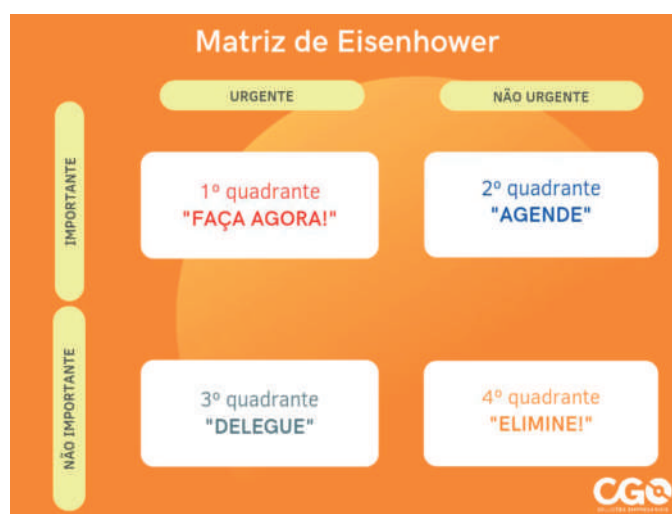 Matriz de Eisenhower
URGENTE
NÃO URGENTE
IMPORTANTE
1º quadrante
"FAÇA AGORA!"
2º quadrante
"AGENDE"
NÃO IMPORTANTE
3º quadrante
"DELEGUE"
4º quadrante
"ELIMINE!"
CGO